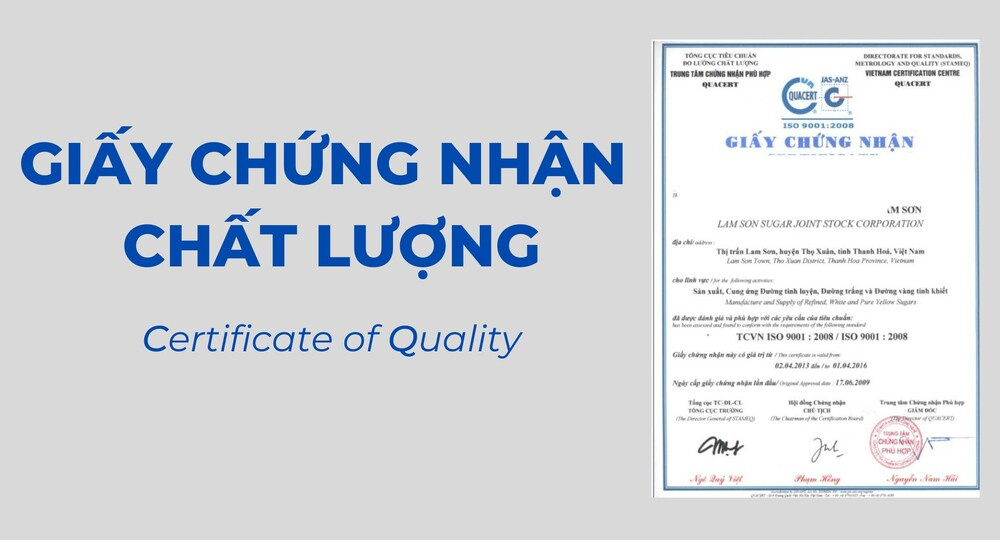 GIẤY CHỨNG NHẬN
CHẤT LƯỢNG
Certificate of Quality
TỔNG CỤC TIÊU CHUẨN
ĐO LƯỜNG CHẤT LƯỢNG
TRUNG TÂM CHỨNG NHẬN PHÙ HỢP
QUACERT
DIRECTORATE FOR STANDARDS,
METROLOGY AND QUALITY (STAMEQ)
VIETNAM CERTIFICATION CENTRE
QUACERT
QUACERT
JAS-ANZ
ISO 9001:2008
GIẤY CHỨNG NHẬN
AM SƠN
LAM SON SUGAR JOINT STOCK CORPORATION
địa chỉ/ address :
Thị trấn Lam Sơn, huyện Thọ Xuân, tỉnh Thanh Hoá, Việt Nam
Lam Son Town, Tho Xuan District, Thanh Hoa Province, Vietnam
cho lĩnh vực / for the following activities:
Sản xuất, Cung ứng Đường tinh luyện, Đường trắng và Đường vàng tinh khiết
Manufacture and Supply of Refined, White and Pure Yellow Sugars
đã được đánh giá và phù hợp với các yêu cầu của tiêu chuẩn:
has been assessed and found to conform with the requirements of the following standard
TCVN ISO 9001 : 2008 / ISO 9001 : 2008
Giấy chứng nhận này có giá trị từ / This certificate is valid from:
02.04.2013 đến / to 01.04.2016
Ngày cấp giấy chứng nhận lần đầu/ Original Approval date : 17.06.2009
Tổng cục TC-ĐL-CL
TỔNG CỤC TRƯỞNG
(The Director General of STAMEQ)
Hội đồng Chứng nhận
CHỦ TỊCH
(The Chairman of the Certification Board)
Trung tâm Chứng nhận Phù hợp
GIÁM ĐỐC
(The Director of QUACERT)
TRUNG TÂM
CHỨNG NHẬN
PHÙ HỢP
Ngô Quý Việt
Phạm Hồng
Nguyễn Nam Hải